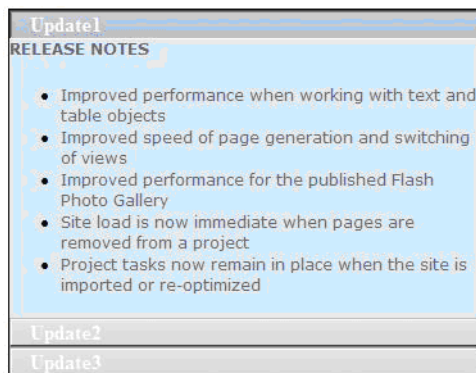 Update1
RELEASE NOTES
• Improved performance when working with text and
table objects
• Improved speed of page generation and switching
of views
• Improved performance for the published Flash
Photo Gallery
• Site load is now immediate when pages are
removed from a project
• Project tasks now remain in place when the site is
imported or re-optimized
Update2
Update3